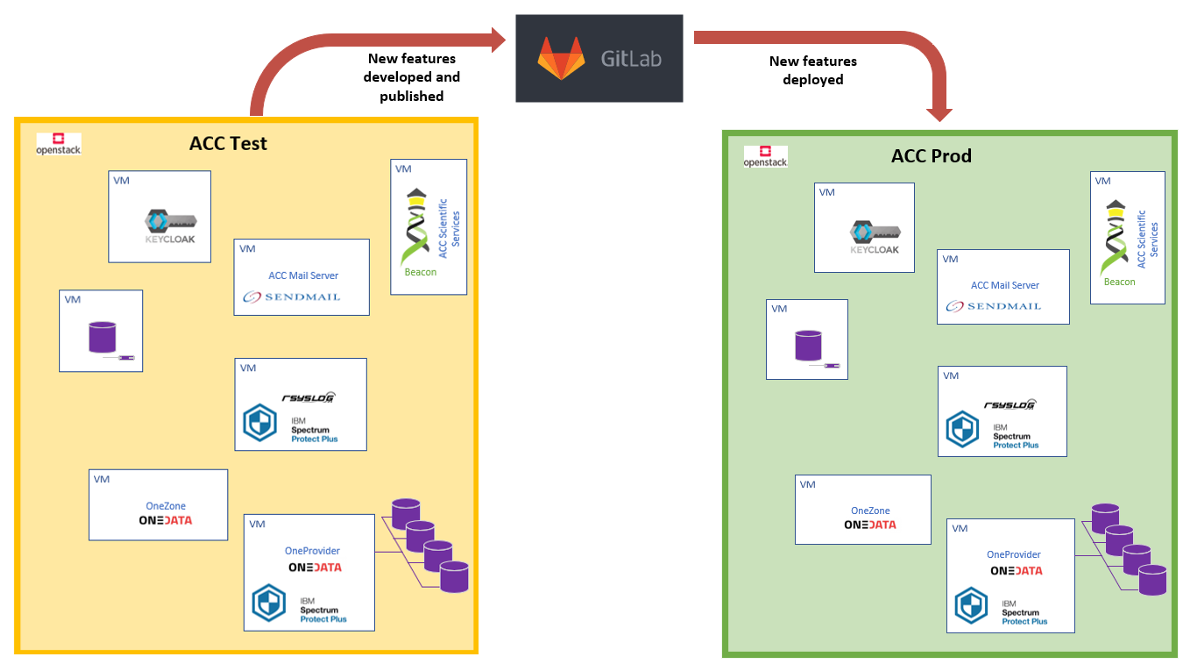 New features
developed and
published
GitLab
New features
deployed
openstack.
ACC Test
VM
KEYCLOAK
VM
ACC Scientific
Services
Beacon
VM
ACC Mail Server
SENDMAIL
VM
VM
rsyslog
IBM
Spectrum
Protect Plus
VM
OneZone
ONEDATA
VM
OneProvider
ONEDATA
IBM
Spectrum
Protect Plus
openstack.
ACC Prod
VM
KEYCLOAK
VM
ACC Scientific
Services
Beacon
VM
ACC Mail Server
SENDMAIL
VM
VM
rsyslog
IBM
Spectrum
Protect Plus
VM
OneZone
ONEDATA
VM
OneProvider
ONEDATA
IBM
Spectrum
Protect Plus